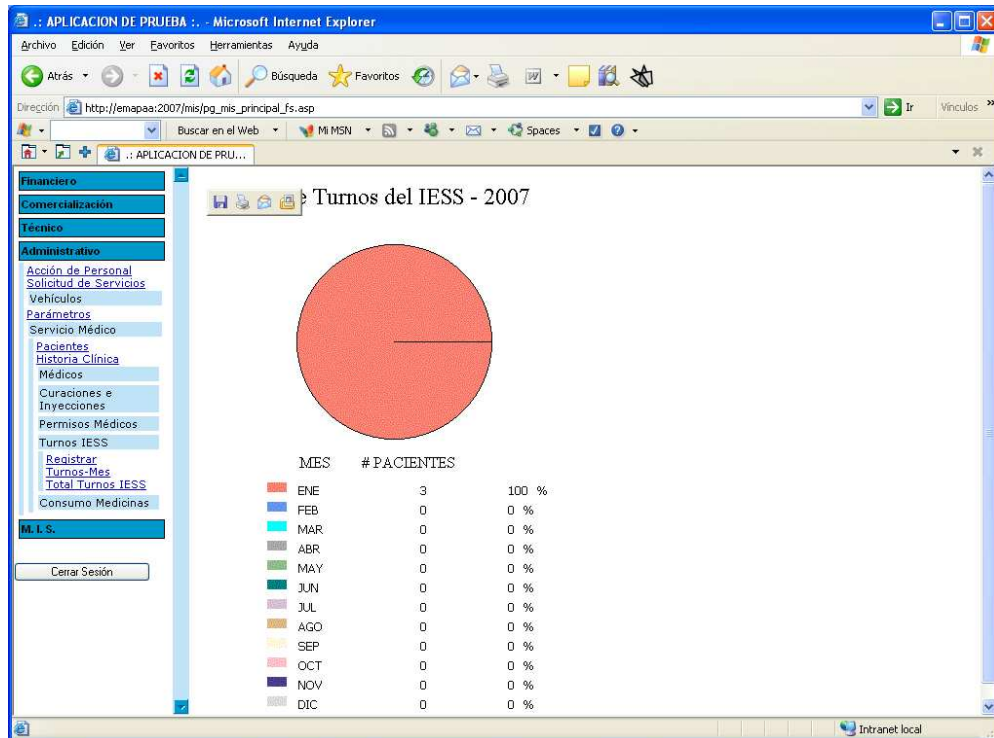 .: APLICACION DE PRUEBA :. - Microsoft Internet Explorer
Archivo Edición Ver Favoritos Herramientas Ayuda
Atrás Búsqueda Favoritos
Dirección http://emapaa:2007/mis/pg_mis_principal_fs.asp Ir Vínculos »
Buscar en el Web Mi MSN Spaces
.: APLICACION DE PRU...
Financiero
Comercialización
Técnico
Administrativo
Acción de Personal
Solicitud de Servicios
Vehículos
Parámetros
Servicio Médico
Pacientes
Historia Clínica
Médicos
Curaciones e
Inyecciones
Permisos Médicos
Turnos IESS
Registrar
Turnos-Mes
Total Turnos IESS
Consumo Medicinas
M. I. S.
Cerrar Sesión
e Turnos del IESS - 2007
MES # PACIENTES
ENE 3 100 %
FEB 0 0 %
MAR 0 0 %
ABR 0 0 %
MAY 0 0 %
JUN 0 0 %
JUL 0 0 %
AGO 0 0 %
SEP 0 0 %
OCT 0 0 %
NOV 0 0 %
DIC 0 0 %
Intranet local